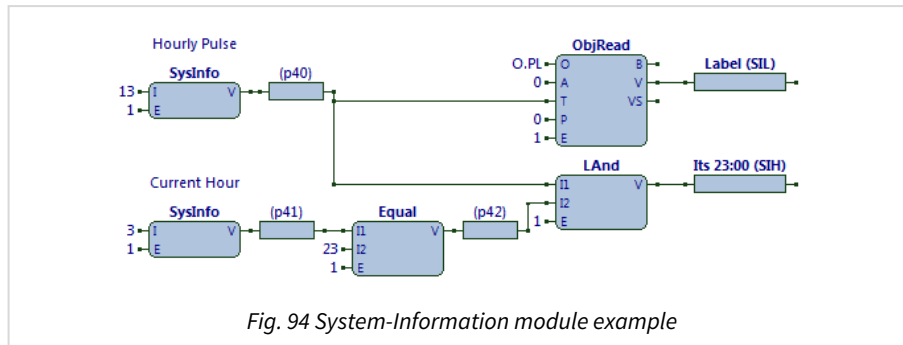 Hourly Pulse
SysInfo
(p40)
13
I
V
1
E
ObjRead
O.PL
O
B
0
A
V
T
VS
0
P
1
E
Label (SIL)
Current Hour
SysInfo
(p41)
3
I
V
1
E
Equal
(p42)
I1
V
23
I2
1
E
LAnd
I1
V
I2
1
E
Its 23:00 (SIH)
Fig. 94 System-Information module example